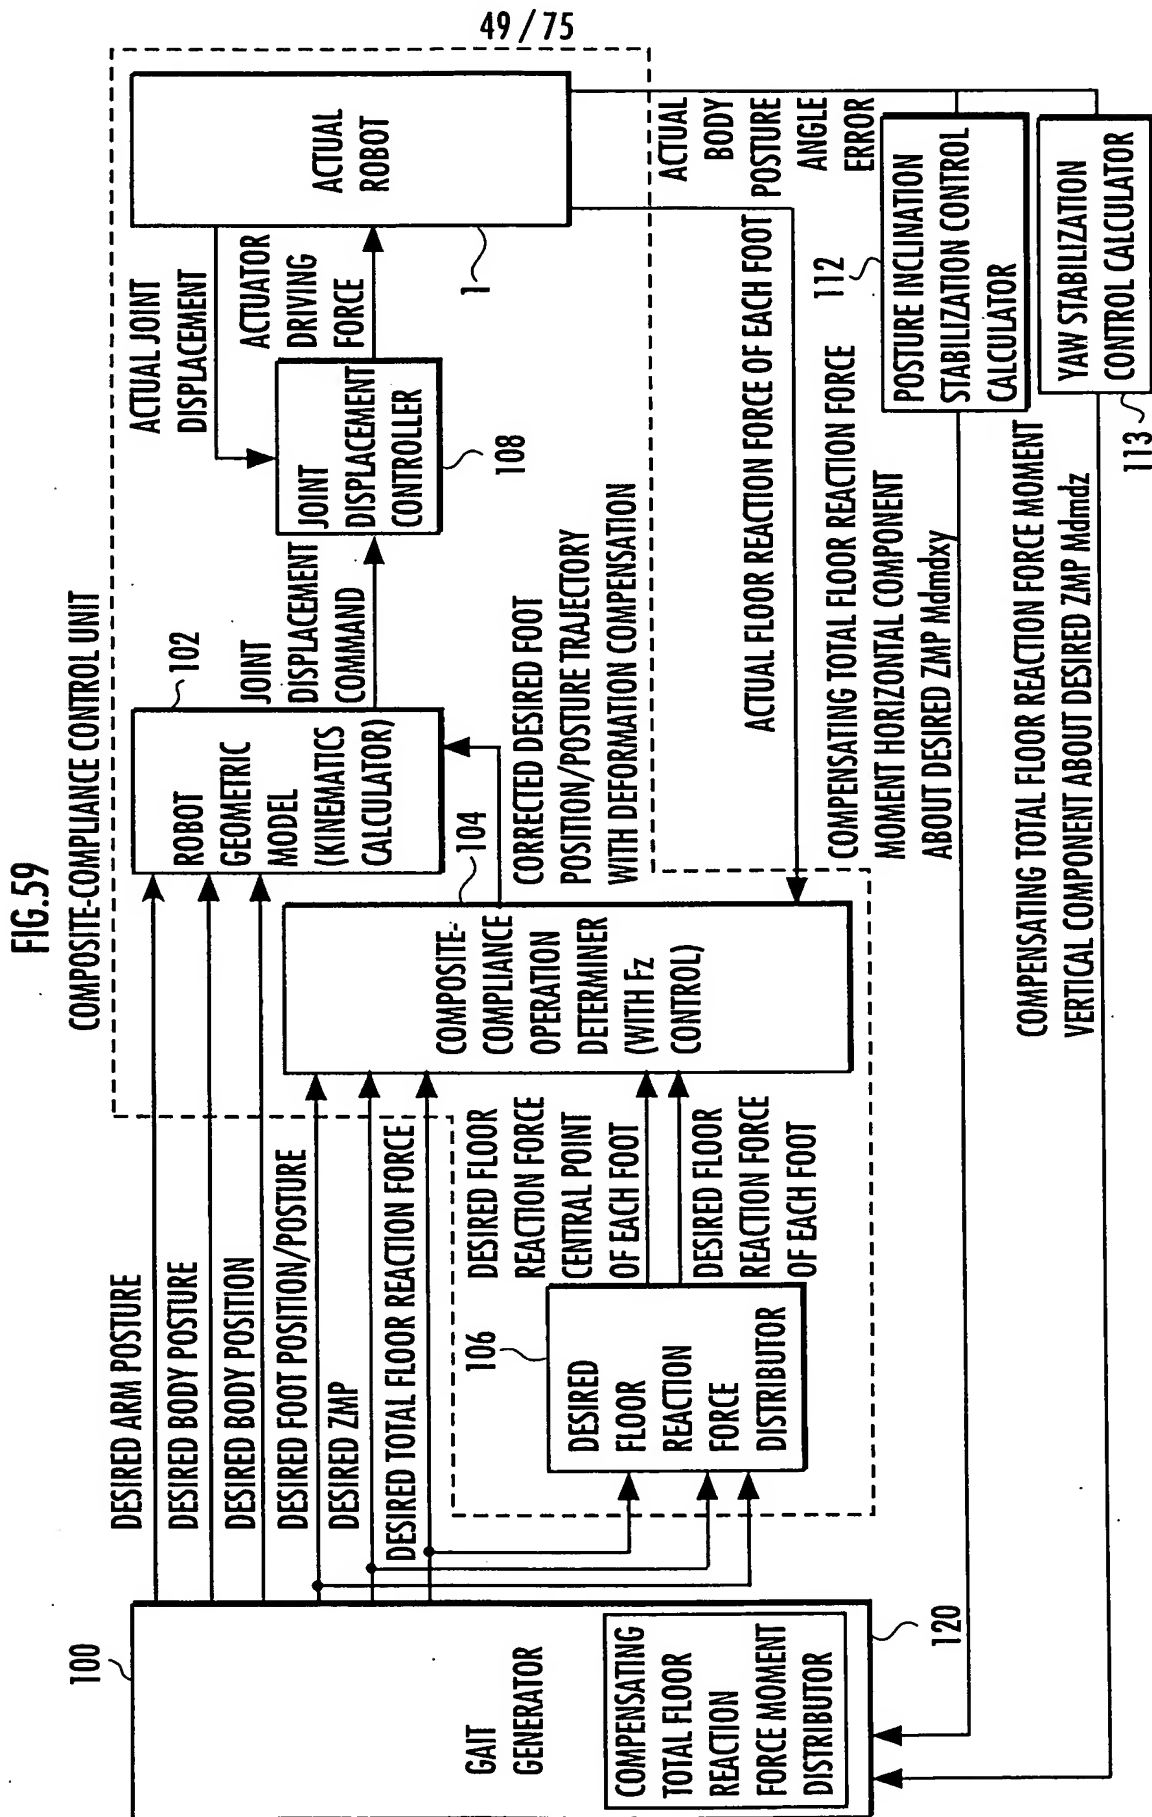 49/75
FIG.59
COMPOSITE-COMPLIANCE CONTROL UNIT
100
GAIT
GENERATOR
COMPENSATING
TOTAL FLOOR
REACTION
FORCE MOMENT
DISTRIBUTOR
120
DESIRED ARM POSTURE
DESIRED BODY POSTURE
DESIRED BODY POSITION
DESIRED FOOT POSITION/POSTURE
DESIRED ZMP
DESIRED TOTAL FLOOR REACTION FORCE
106
DESIRED
FLOOR
REACTION
FORCE
DISTRIBUTOR
DESIRED FLOOR
REACTION FORCE
CENTRAL POINT
OF EACH FOOT
DESIRED FLOOR
REACTION FORCE
OF EACH FOOT
COMPOSITE-
COMPLIANCE
OPERATION
DETERMINER
(WITH Fz
CONTROL)
104
102
ROBOT
GEOMETRIC
MODEL
(KINEMATICS
CALCULATOR)
CORRECTED DESIRED FOOT
POSITION/POSTURE TRAJECTORY
WITH DEFORMATION COMPENSATION
JOINT
DISPLACEMENT
COMMAND
JOINT
DISPLACEMENT
CONTROLLER
108
ACTUAL JOINT
DISPLACEMENT
ACTUATOR
DRIVING
FORCE
ACTUAL
ROBOT
1
ACTUAL FLOOR REACTION FORCE OF EACH FOOT
ACTUAL
BODY
POSTURE
ANGLE
ERROR
112
POSTURE INCLINATION
STABILIZATION CONTROL
CALCULATOR
COMPENSATING TOTAL FLOOR REACTION FORCE
MOMENT HORIZONTAL COMPONENT
ABOUT DESIRED ZMP Mdmdxy
YAW STABILIZATION
CONTROL CALCULATOR
113
COMPENSATING TOTAL FLOOR REACTION FORCE MOMENT
VERTICAL COMPONENT ABOUT DESIRED ZMP Mdmdz